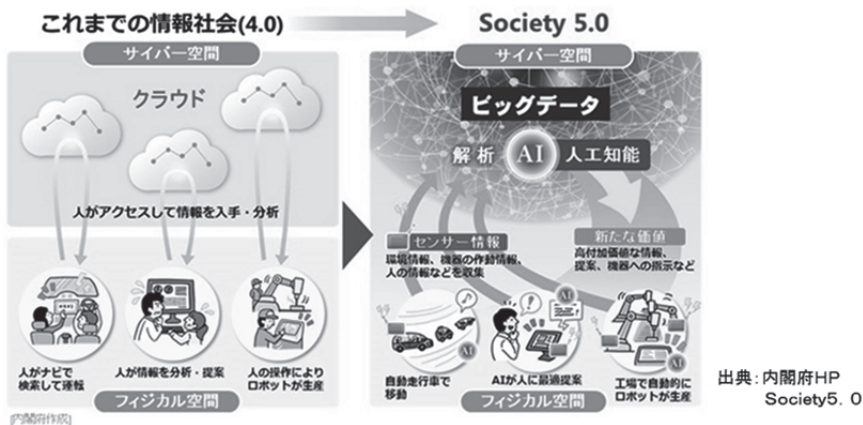 これまでの情報社会(4.0)
Society 5.0
サイバー空間
クラウド
人がアクセスして情報を入手・分析
人がナビで
検索して運転
人が情報を分析・提案
人の操作により
ロボットが生産
フィジカル空間
[内閣府作成]
サイバー空間
ビッグデータ
解析 AI 人工知能
センサー情報
環境情報、機器の作動情報、
人の情報などを収集
新たな価値
高付加価値な情報、
提案、機器への指示など
AI
AI
AI
自動走行車で
移動
AIが人に最適提案
工場で自動的に
ロボットが生産
フィジカル空間
出典:内閣府HP
Society5.0